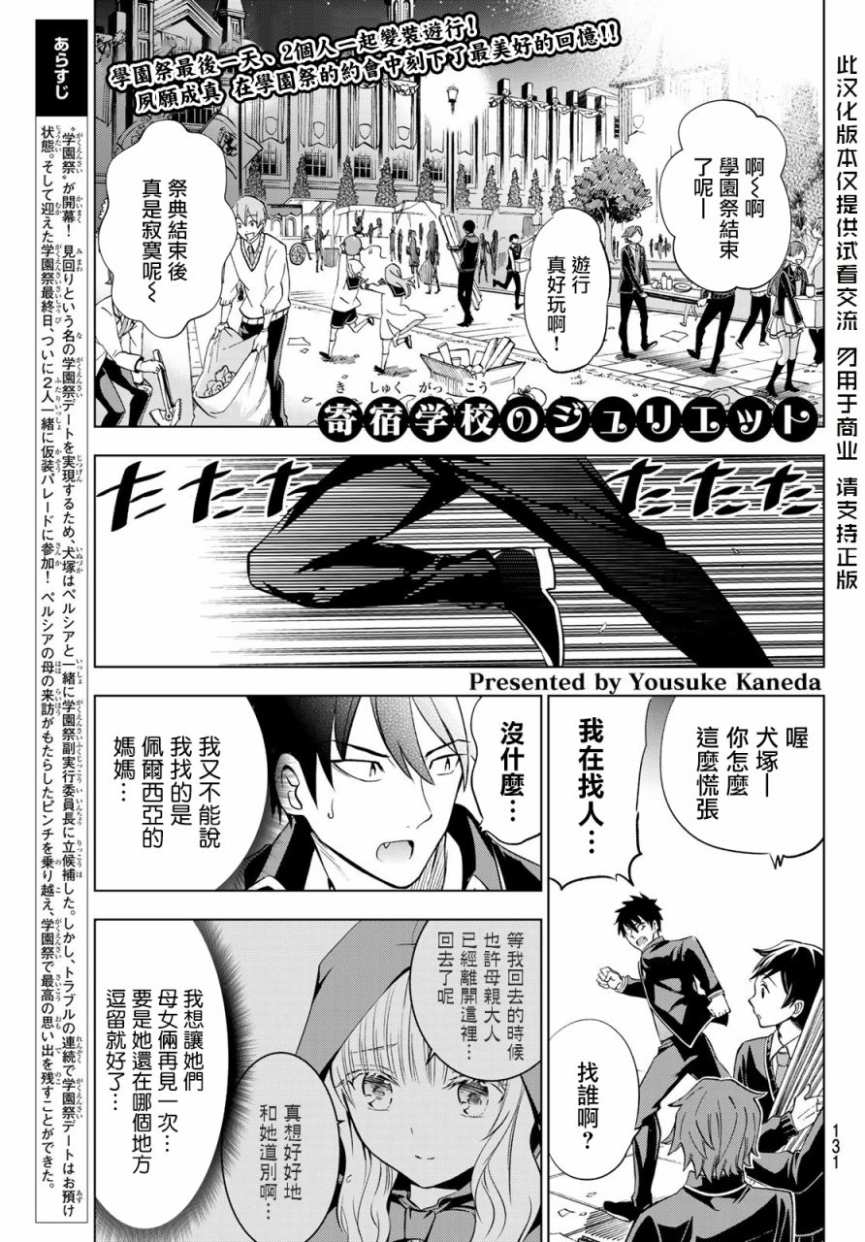 學園祭最後一天、2個人一起變裝遊行!
夙願成真 在學園祭的約會中刻下了最美好的回憶!!
啊～啊
學園祭結束
了呢ー
遊行
真好玩啊!
祭典結束後
真是寂寞呢～
きしゅくがっこう
寄宿学校のジュリエット
たたた
たたた
Presented by Yousuke Kaneda
喔
犬塚ー
你怎麼
這麼慌張
我在找人…
找誰啊?
沒什麼…
我又不能說
我找的是
佩爾西亞的
媽媽…
等我回去的時候
也許母親大人
已經離開這裡…
回去了呢
真想好好地
和她道別啊…
我想讓她們
母女倆再見一次…
要是她還在哪個地方
逗留就好了…
あらすじ
“学園祭”が開幕! 見回りという名の学園祭デートを実現するため、犬塚はペルシアと一緒に学園祭副実行委員長に立候補した。しかし、トラブルの連続で学園祭デートはお預け
状態。そして迎えた学園祭最終日、ついに2人一緒に仮装パレードに参加! ペルシアの母の来訪がもたらしたピンチを乗り越え、学園祭で最高の思い出を残すことができた。
此汉化版本仅提供试看交流 勿用于商业 请支持正版
131